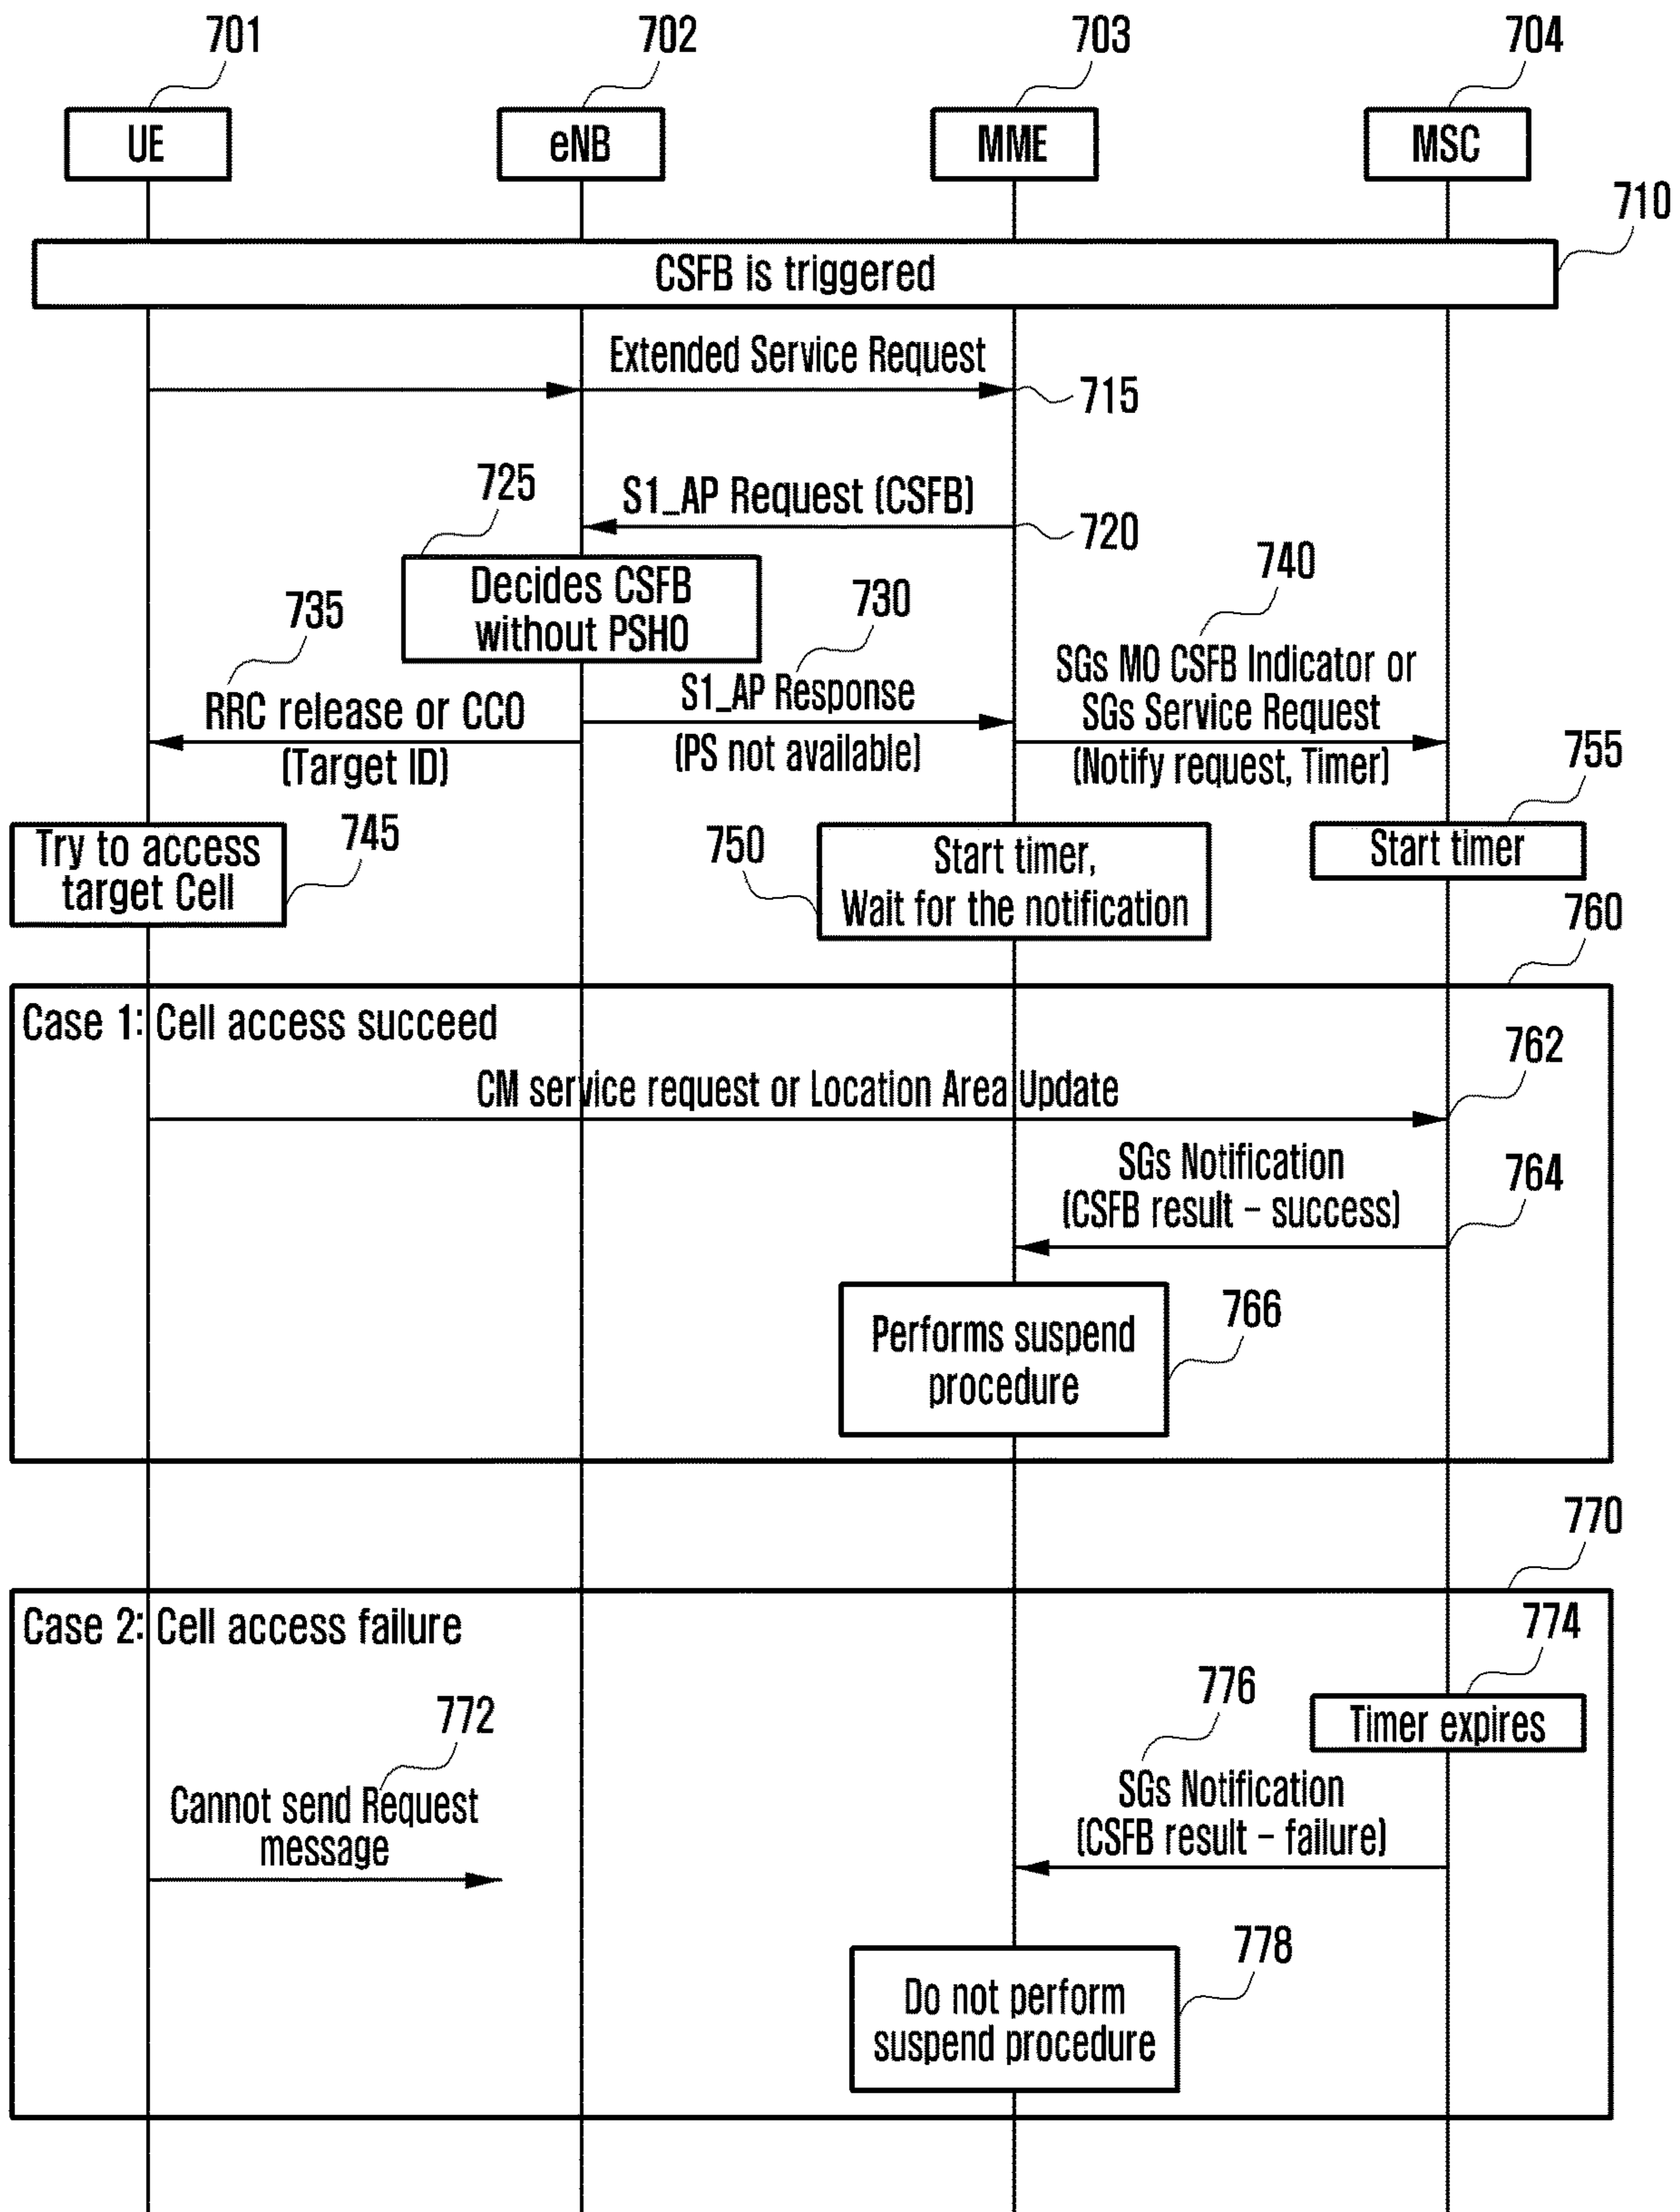 701
702
703
704
UE
eNB
MME
MSC
710
CSFB is triggered
Extended Service Request
715
725
S1_AP Request (CSFB)
720
Decides CSFB
without PSHO
735
730
740
RRC release or CCO
(Target ID)
S1_AP Response
(PS not available)
SGs MO CSFB Indicator or
SGs Service Request
(Notify request, Timer)
755
Try to access
target Cell
745
750
Start timer,
Wait for the notification
Start timer
760
Case 1: Cell access succeed
762
CM service request or Location Area Update
SGs Notification
(CSFB result – success)
764
Performs suspend
procedure
766
770
Case 2: Cell access failure
774
772
776
Timer expires
Cannot send Request
message
SGs Notification
(CSFB result – failure)
778
Do not perform
suspend procedure